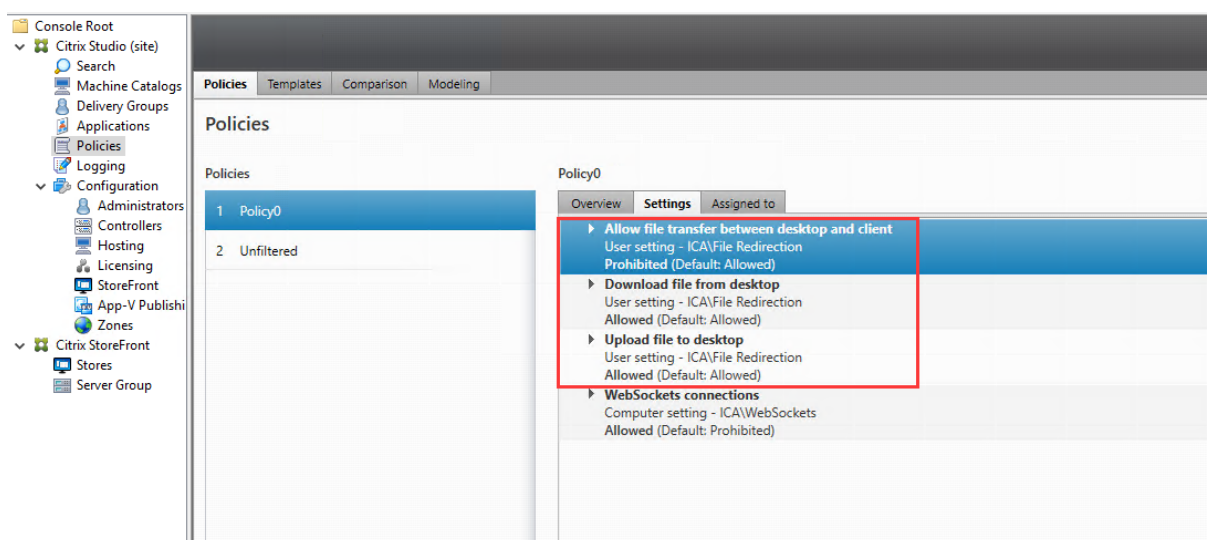 Console Root
Citrix Studio (site)
Search
Machine Catalogs
Delivery Groups
Applications
Policies
Logging
Configuration
Administrators
Controllers
Hosting
Licensing
StoreFront
App-V Publishi
Zones
Citrix StoreFront
Stores
Server Group
Policies Templates Comparison Modeling
Policies
Policies
1 Policy0
2 Unfiltered
Policy0
Overview Settings Assigned to
Allow file transfer between desktop and client
User setting - ICA\File Redirection
Prohibited (Default: Allowed)
Download file from desktop
User setting - ICA\File Redirection
Allowed (Default: Allowed)
Upload file to desktop
User setting - ICA\File Redirection
Allowed (Default: Allowed)
WebSockets connections
Computer setting - ICA\WebSockets
Allowed (Default: Prohibited)